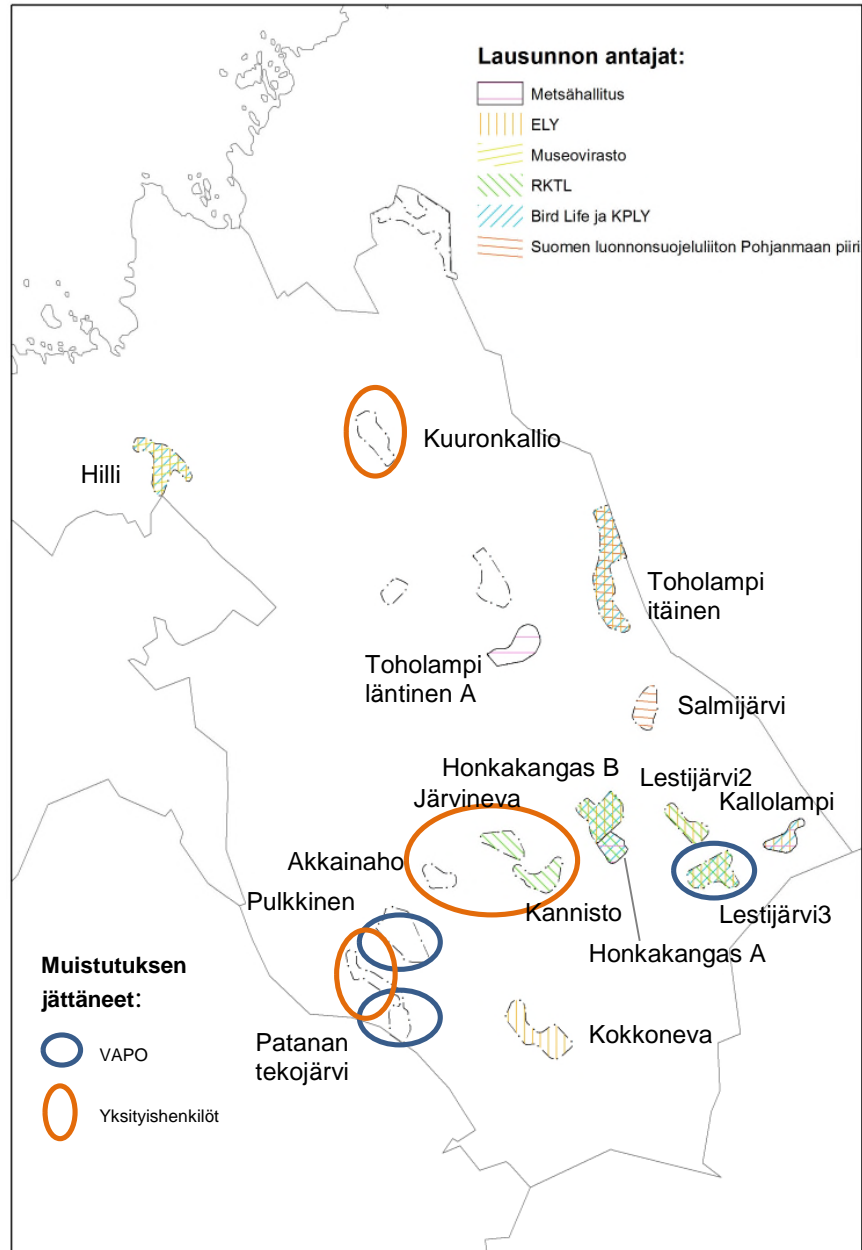 Lausunnon antajat:
Metsähallitus
ELY
Museovirasto
RKTL
Bird Life ja KPLY
Suomen luonnonsuojeluliiton Pohjanmaan piiri
Kuuronkallio
Hilli
Toholampi
itäinen
Toholampi
läntinen A
Salmijärvi
Honkakangas B
Lestijärvi2
Järvineva
Kallolampi
Akkainaho
Pulkkinen
Kannisto
Lestijärvi3
Honkakangas A
Muistutuksen
jättäneet:
VAPO
Yksityishenkilöt
Patanan
tekojärvi
Kokkoneva